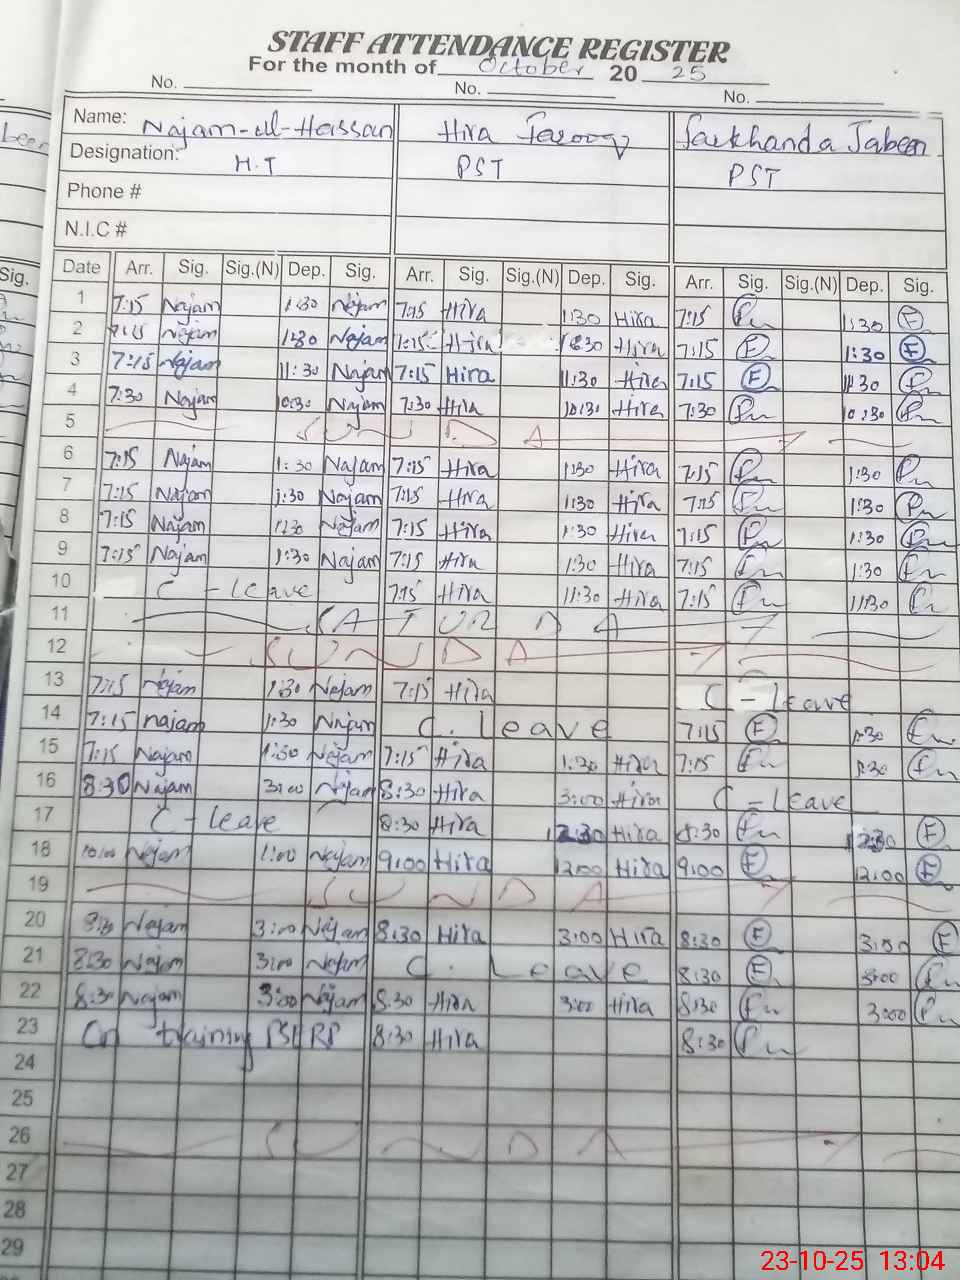 STAFF ATTENDANCE REGISTER
For the month of October 20 25
No. No. No.
Name: Najam-ul-Hassan Hira Farooq Farkhanda Jabeen
Designation: H.T PST PST
Phone #
N.I.C #
Sig.
Date Arr. Sig. Sig.(N) Dep. Sig. Arr. Sig. Sig.(N) Dep. Sig. Arr. Sig. Sig.(N) Dep. Sig.
1 7:15 Najam 1:30 Najam 7:15 Hira 1:30 Hira 7:15 1:30 F
2 7:15 Najam 1:30 Najam Hira Hira 7:15 F 1:30 F
3 7:15 Najam 11:30 Najam 7:15 Hira 11:30 Hira 7:15 F 11:30
4 7:30 Najam 10:30 Najam 7:30 Hira 10:30 Hira 7:30 10:30
5 S U N D A
6 7:15 Najam 1:30 Najam 7:15 Hira 1:30 Hira 7:15 1:30
7 7:15 Najam 1:30 Najam 7:15 Hira 1:30 Hira 7:15 1:30
8 7:15 Najam 1:30 Najam 7:15 Hira 1:30 Hira 7:15 1:30
9 7:15 Najam 1:30 Najam 7:15 Hira 1:30 Hira 7:15 1:30
10 C - Leave 7:15 Hira 11:30 Hira 7:15 11:30
11 S A T U R D A
12 S U N D A
13 7:15 Najam 1:30 Najam 7:15 Hira C - Leave
14 7:15 Najam 1:30 Najam C. Leave 7:15 F 1:30
15 7:15 Najam 1:30 Najam 7:15 Hira 1:30 Hira 7:15 1:30
16 8:30 Najam 3:00 Najam 8:30 Hira 3:00 Hira C - Leave
17 C - Leave 8:30 Hira 12:30 Hira 8:30 12:30 F
18 10:00 Najam 1:00 Najam 9:00 Hira 12:00 Hira 9:00 F 12:00 F
19 S U N D A
20 8:30 Najam 3:00 Najam 8:30 Hira 3:00 Hira 8:30 F 3:00 F
21 8:30 Najam 3:00 Najam C. Leave 8:30 F 3:00
22 8:30 Najam 3:00 Najam 8:30 Hira 3:00 Hira 8:30 3:00
23 On training 8:30 Hira 8:30
24
25
26 S U N D A
27
28
29
23-10-25 13:04